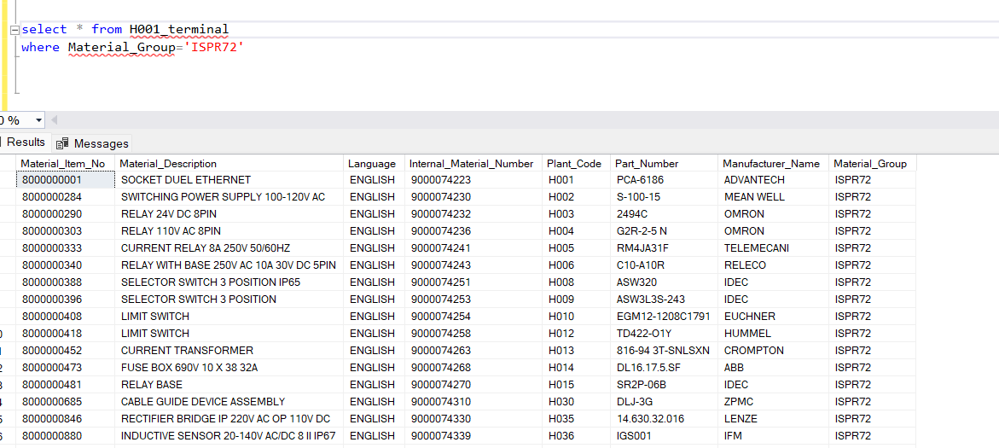 select * from H001_terminal
where Material_Group='ISPR72'
0 %
Results Messages
Material_Item_No Material_Description Language Internal_Material_Number Plant_Code Part_Number Manufacturer_Name Material_Group
8000000001 SOCKET DUEL ETHERNET ENGLISH 9000074223 H001 PCA-6186 ADVANTECH ISPR72
8000000284 SWITCHING POWER SUPPLY 100-120V AC ENGLISH 9000074230 H002 S-100-15 MEAN WELL ISPR72
8000000290 RELAY 24V DC 8PIN ENGLISH 9000074232 H003 2494C OMRON ISPR72
8000000303 RELAY 110V AC 8PIN ENGLISH 9000074236 H004 G2R-2-5 N OMRON ISPR72
8000000333 CURRENT RELAY 8A 250V 50/60HZ ENGLISH 9000074241 H005 RM4JA31F TELEMECANI ISPR72
8000000340 RELAY WITH BASE 250V AC 10A 30V DC 5PIN ENGLISH 9000074243 H006 C10-A10R RELECO ISPR72
8000000388 SELECTOR SWITCH 3 POSITION IP65 ENGLISH 9000074251 H008 ASW320 IDEC ISPR72
8000000396 SELECTOR SWITCH 3 POSITION ENGLISH 9000074253 H009 ASW3L3S-243 IDEC ISPR72
8000000408 LIMIT SWITCH ENGLISH 9000074254 H010 EGM12-1208C1791 EUCHNER ISPR72
0 8000000418 LIMIT SWITCH ENGLISH 9000074258 H012 TD422-O1Y HUMMEL ISPR72
1 8000000452 CURRENT TRANSFORMER ENGLISH 9000074263 H013 816-94 3T-SNLSXN CROMPTON ISPR72
2 8000000473 FUSE BOX 690V 10 X 38 32A ENGLISH 9000074268 H014 DL16.17.5.SF ABB ISPR72
3 8000000481 RELAY BASE ENGLISH 9000074270 H015 SR2P-06B IDEC ISPR72
4 8000000685 CABLE GUIDE DEVICE ASSEMBLY ENGLISH 9000074310 H030 DLJ-3G ZPMC ISPR72
5 8000000846 RECTIFIER BRIDGE IP 220V AC OP 110V DC ENGLISH 9000074330 H035 14.630.32.016 LENZE ISPR72
6 8000000880 INDUCTIVE SENSOR 20-140V AC/DC 8 II IP67 ENGLISH 9000074339 H036 IGS001 IFM ISPR72